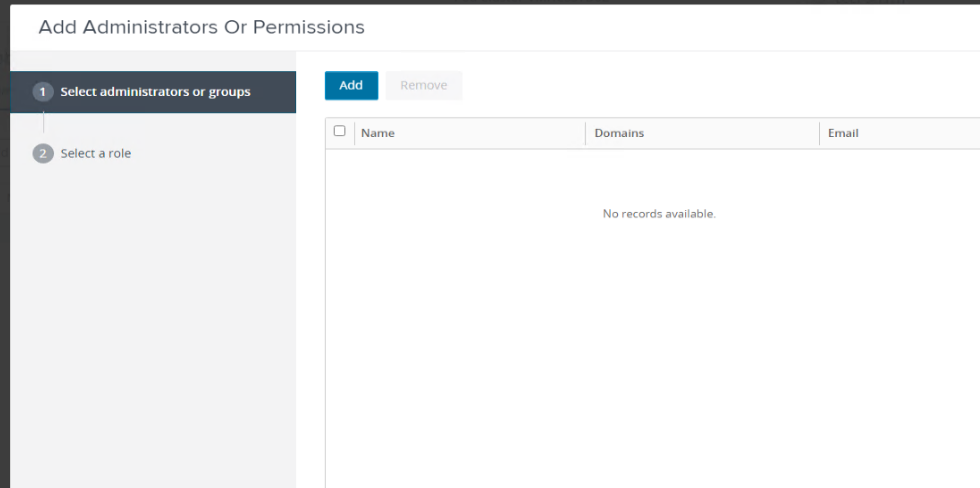 Add Administrators Or Permissions
1 Select administrators or groups
Add Remove
Name Domains Email
2 Select a role
No records available.